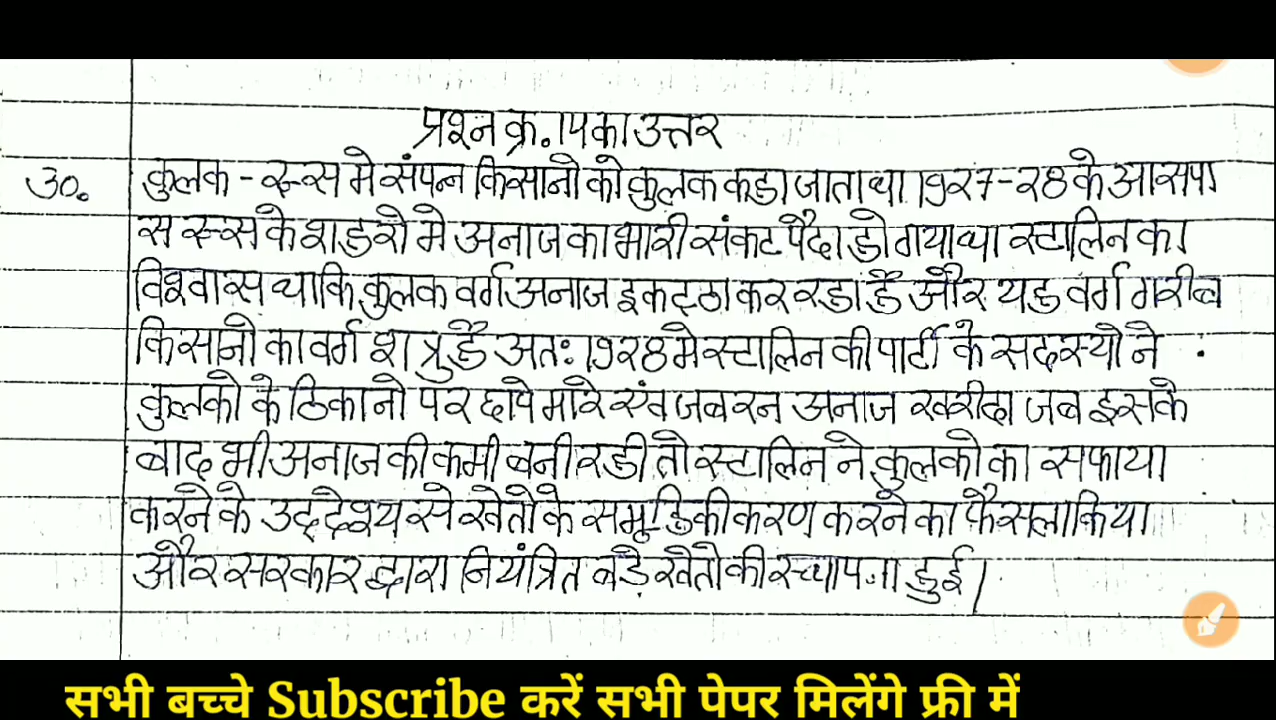 प्रश्न क्र. 14 का उत्तर
उ०. कुलक - रूस मे संपन्न किसानो को कुलक कहा जाता था 1927-28 के आसपा
स रूस के शहरो मे अनाज का भारी संकट पैदा हो गया था स्टालिन का
विश्वास था कि कुलक वर्ग अनाज इकट्ठा कर रहा है और यह वर्ग गरीब
किसानो का वर्ग शत्रु है अतः 1928 मे स्टालिन की पार्टी के सदस्यो ने
कुलको के ठिकानो पर छापे मारे एंव जबरन अनाज खरीदा जब इसके
बाद भी अनाज की कमी बनी रही तो स्टालिन ने कुलको का सफाया
करने के उद्देश्य से खेतो के समूहिकीकरण करने का फैसला किया
और सरकार द्वारा नियंत्रित बड़े खेतो की स्थापना हुई।
सभी बच्चे Subscribe करें सभी पेपर मिलेंगे फ्री में